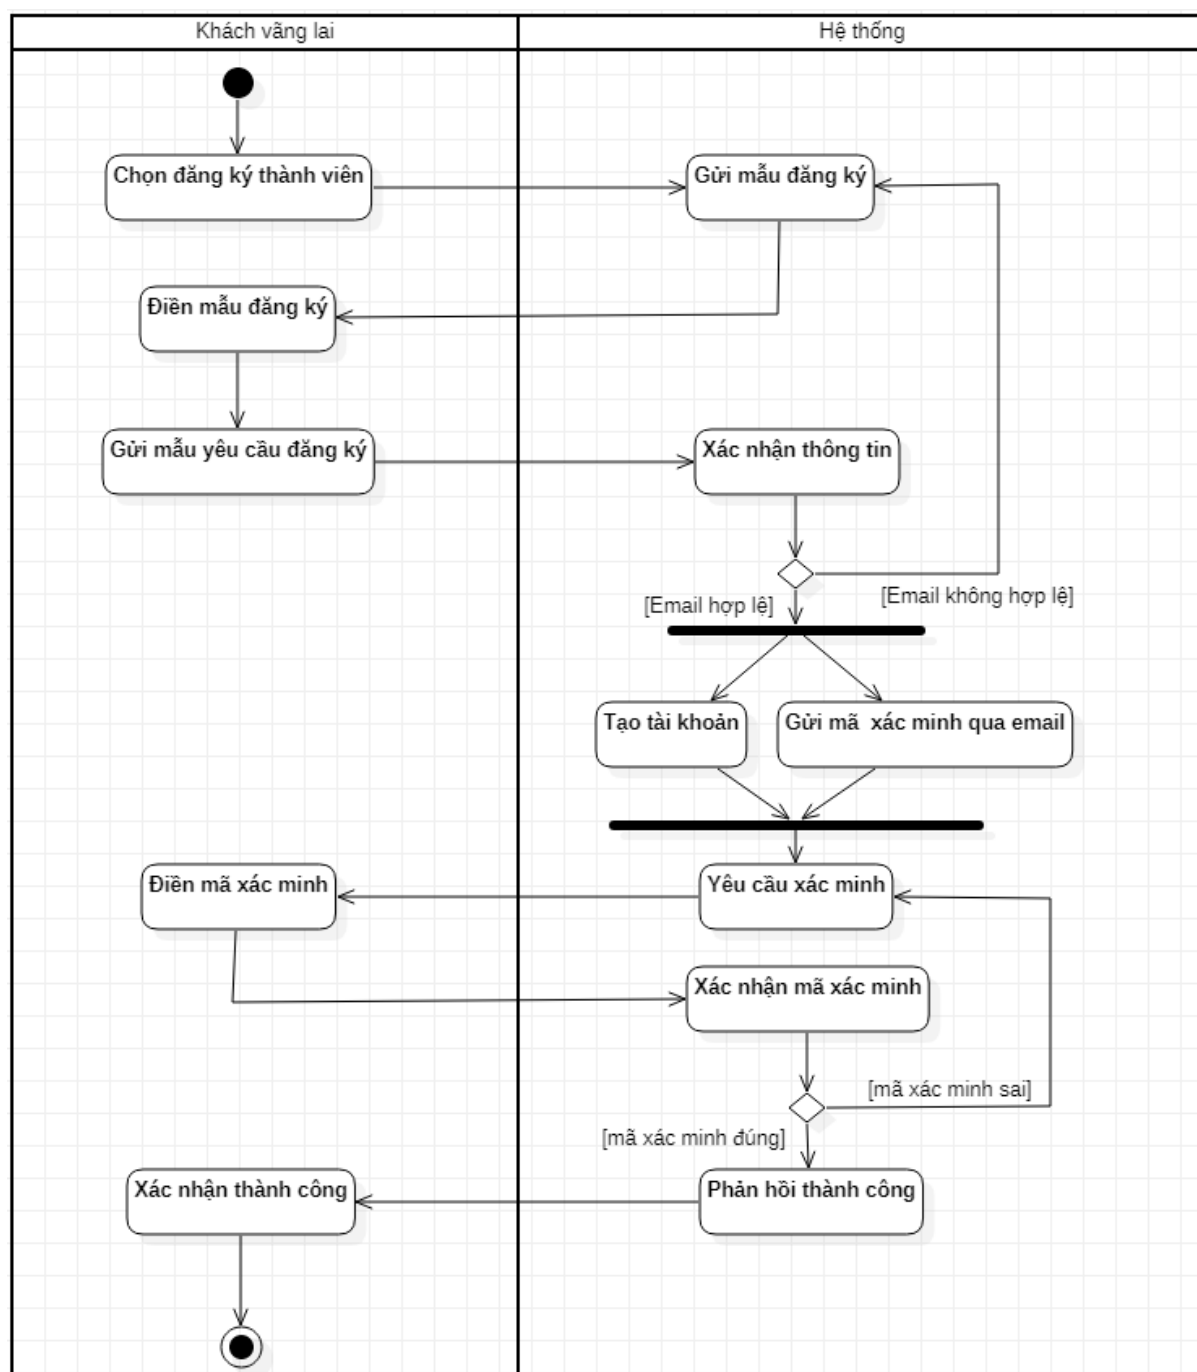 Khách vãng lai
Hệ thống
Chọn đăng ký thành viên
Gửi mẫu đăng ký
Điền mẫu đăng ký
Gửi mẫu yêu cầu đăng ký
Xác nhận thông tin
[Email hợp lệ]
[Email không hợp lệ]
Tạo tài khoản
Gửi mã  xác minh qua email
Điền mã xác minh
Yêu cầu xác minh
Xác nhận mã xác minh
[mã xác minh sai]
[mã xác minh đúng]
Xác nhận thành công
Phản hồi thành công